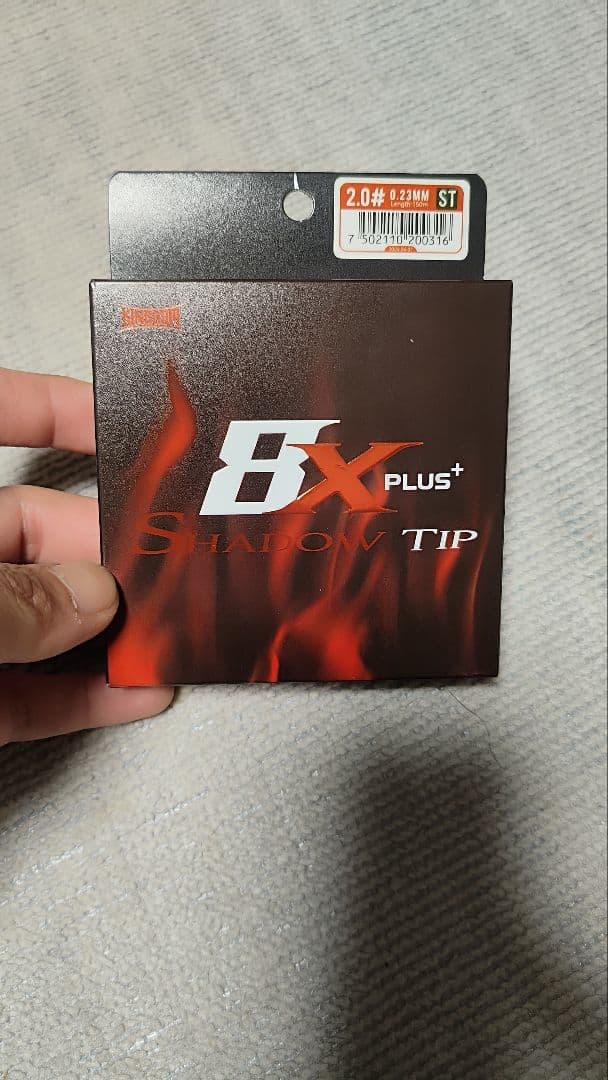 2.0# 0.23MM ST
Length:150m
7 502110 200316
8X PLUS+
SHADOW TIP